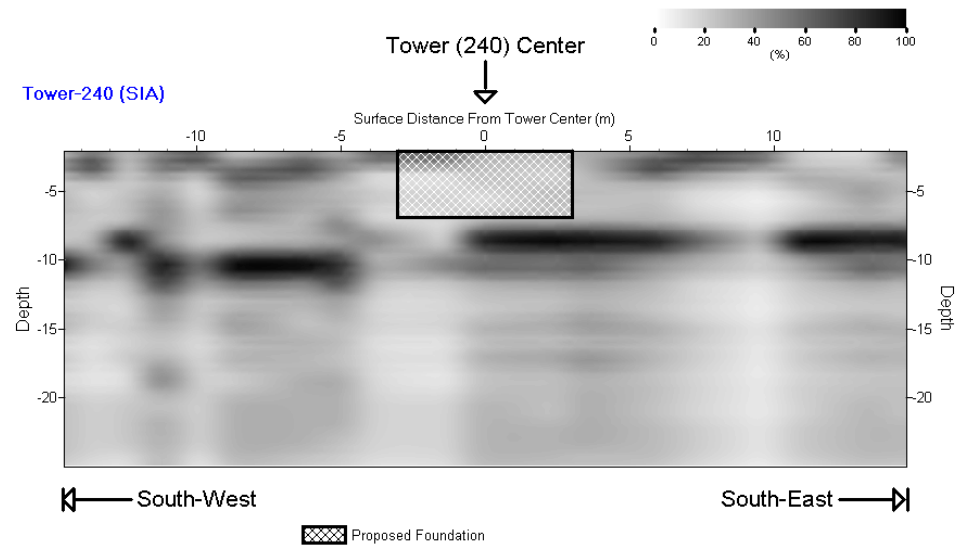 0 20 40 60 80 100
(%)
Tower (240) Center
Tower-240 (SIA)
Surface Distance From Tower Center (m)
-10 -5 0 5 10
-5 -5
-10 -10
-15 -15
-20 -20
Depth
Depth
South-West
South-East
Proposed Foundation